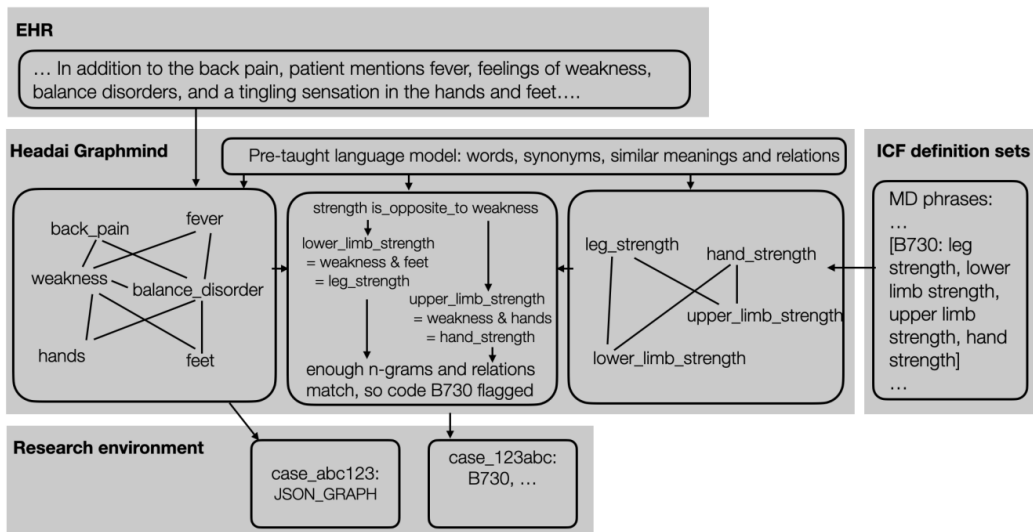 EHR
… In addition to the back pain, patient mentions fever, feelings of weakness,
balance disorders, and a tingling sensation in the hands and feet….
Headai Graphmind
Pre-taught language model: words, synonyms, similar meanings and relations
back_pain
fever
weakness
balance_disorder
hands
feet
strength is_opposite_to weakness
lower_limb_strength
= weakness & feet
= leg_strength
upper_limb_strength
= weakness & hands
= hand_strength
enough n-grams and relations
match, so code B730 flagged
leg_strength
hand_strength
upper_limb_strength
lower_limb_strength
ICF definition sets
MD phrases:
…
[B730: leg
strength, lower
limb strength,
upper limb
strength, hand
strength]
…
Research environment
case_abc123:
JSON_GRAPH
case_123abc:
B730, …